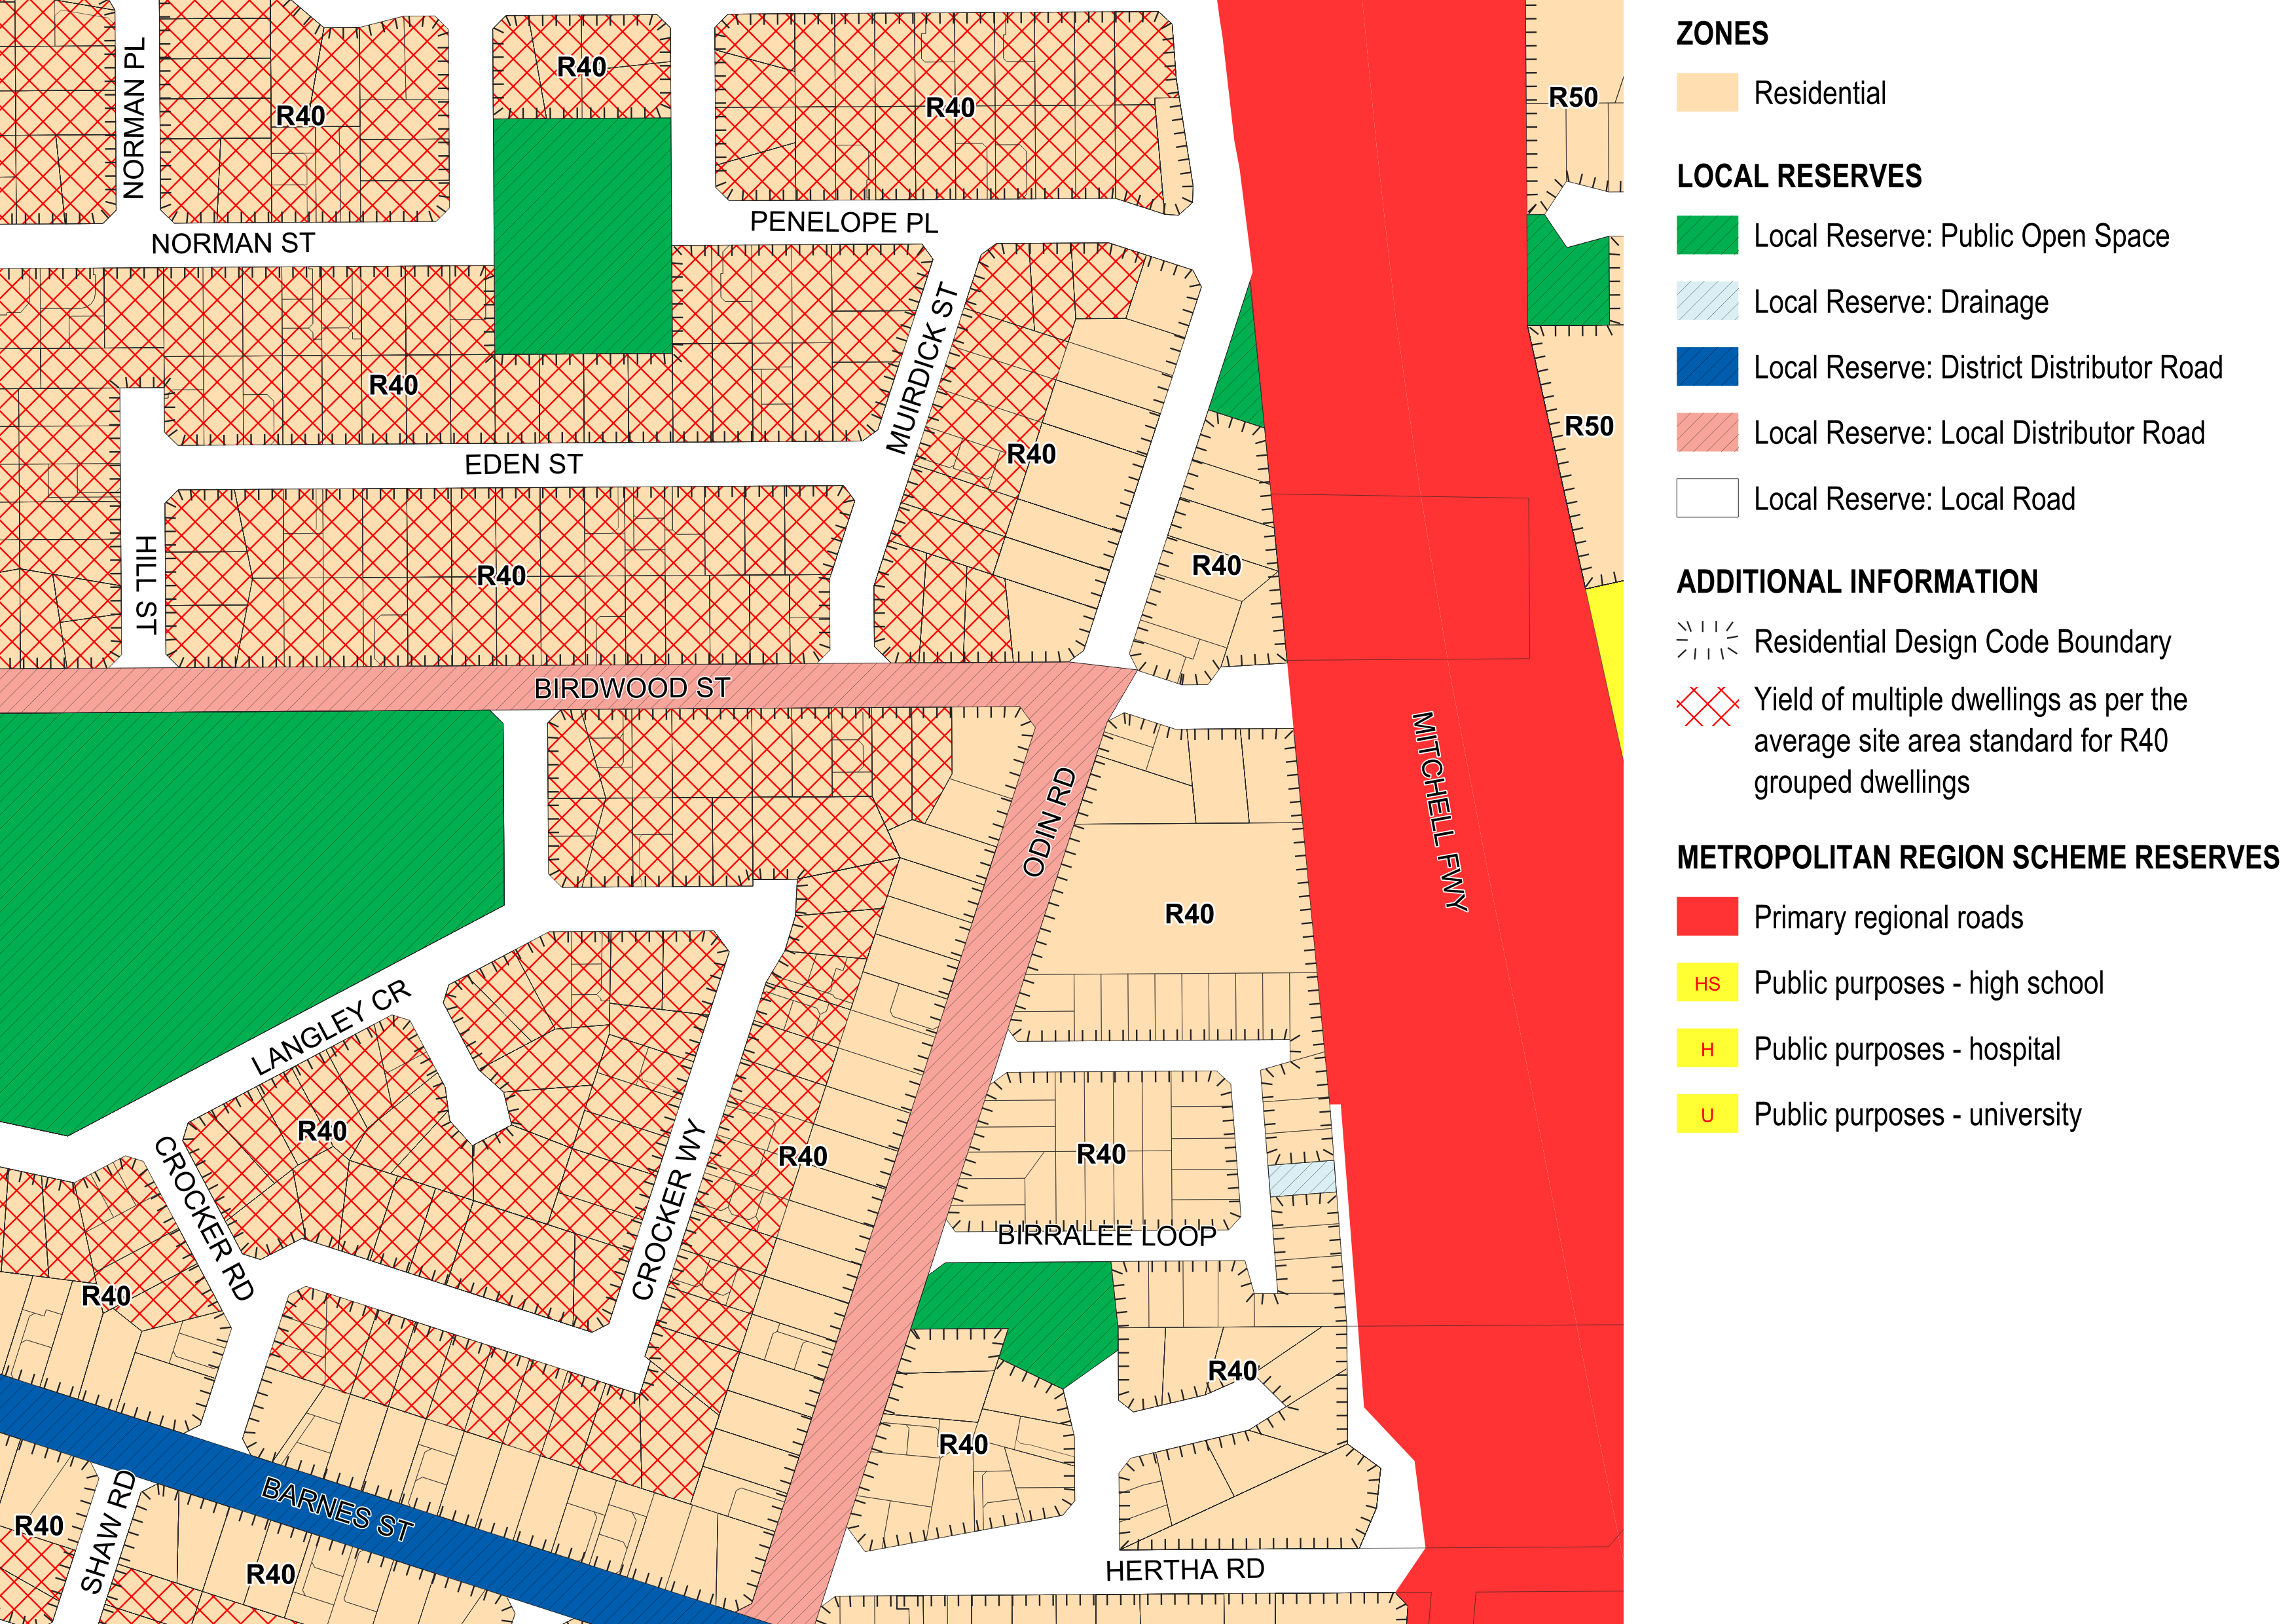 NORMAN PL
R40
R40
R40
R50
NORMAN ST
PENELOPE PL
R40
MUIRDICK ST
R40
R50
EDEN ST
HILL ST
R40
R40
BIRDWOOD ST
ODIN RD
MITCHELL FWY
R40
LANGLEY CR
R40
CROCKER RD
CROCKER WY
R40
R40
BIRRALEE LOOP
R40
R40
R40
BARNES ST
SHAW RD
R40
R40
HERTHA RD
ZONES
Residential
LOCAL RESERVES
Local Reserve: Public Open Space
Local Reserve: Drainage
Local Reserve: District Distributor Road
Local Reserve: Local Distributor Road
Local Reserve: Local Road
ADDITIONAL INFORMATION
Residential Design Code Boundary
Yield of multiple dwellings as per the
average site area standard for R40
grouped dwellings
METROPOLITAN REGION SCHEME RESERVES
Primary regional roads
HS Public purposes - high school
H Public purposes - hospital
U Public purposes - university